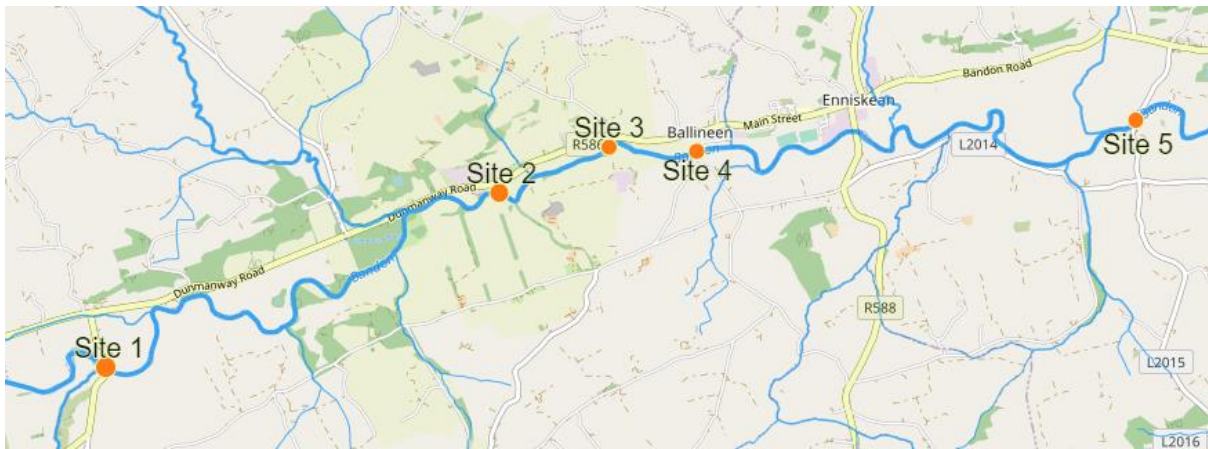 Bandon Road
Enniskean
Main Street
Site 3
Ballineen
R586
L2014
Site 5
Site 4
Site 2
Dunmanway Road
Bandon
Dunmanway Road
R588
Site 1
L2015
L2016